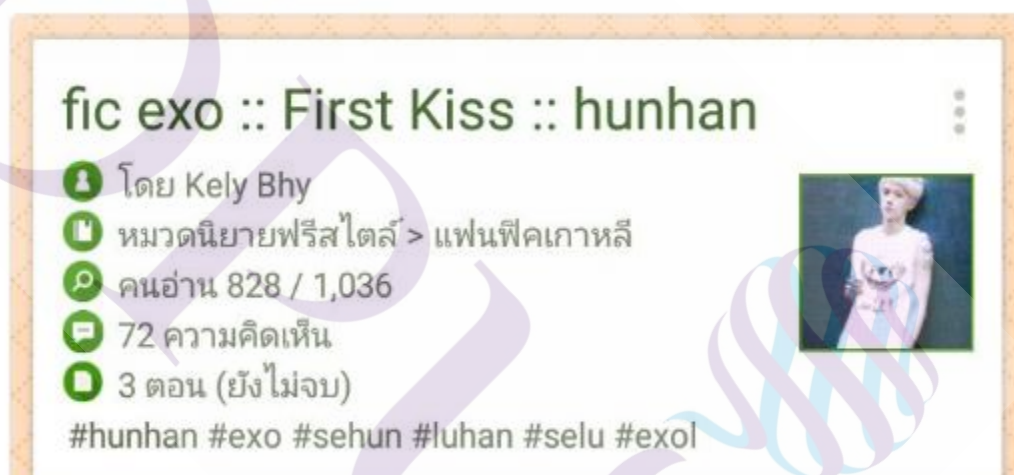 fic exo :: First Kiss :: hunhan
โดย Kely Bhy
หมวดนิยายฟรีสไตล์ > แฟนฟิคเกาหลี
คนอ่าน 828 / 1,036
72 ความคิดเห็น
3 ตอน (ยังไม่จบ)
#hunhan #exo #sehun #luhan #selu #exol